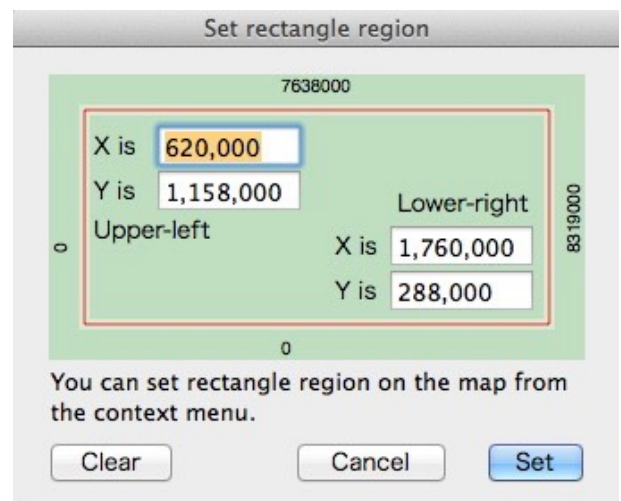 Set rectangle region
7638000
X is 620,000
Y is 1,158,000
Upper-left
Lower-right
0
8319000
X is 1,760,000
Y is 288,000
0
You can set rectangle region on the map from
the context menu.
Clear Cancel Set